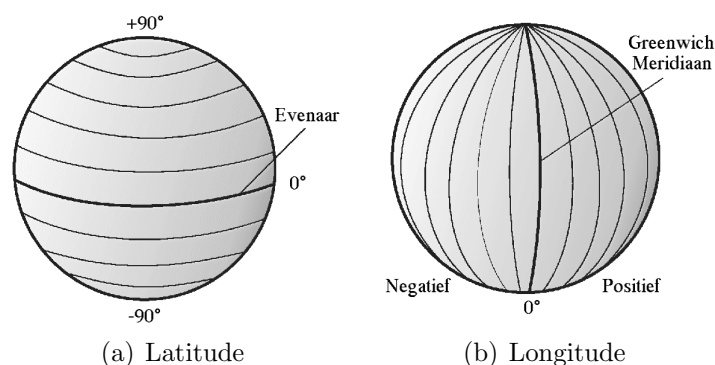 +90°
Evenaar
0°
-90°
(a) Latitude
Greenwich
Meridiaan
Negatief
Positief
0°
(b) Longitude